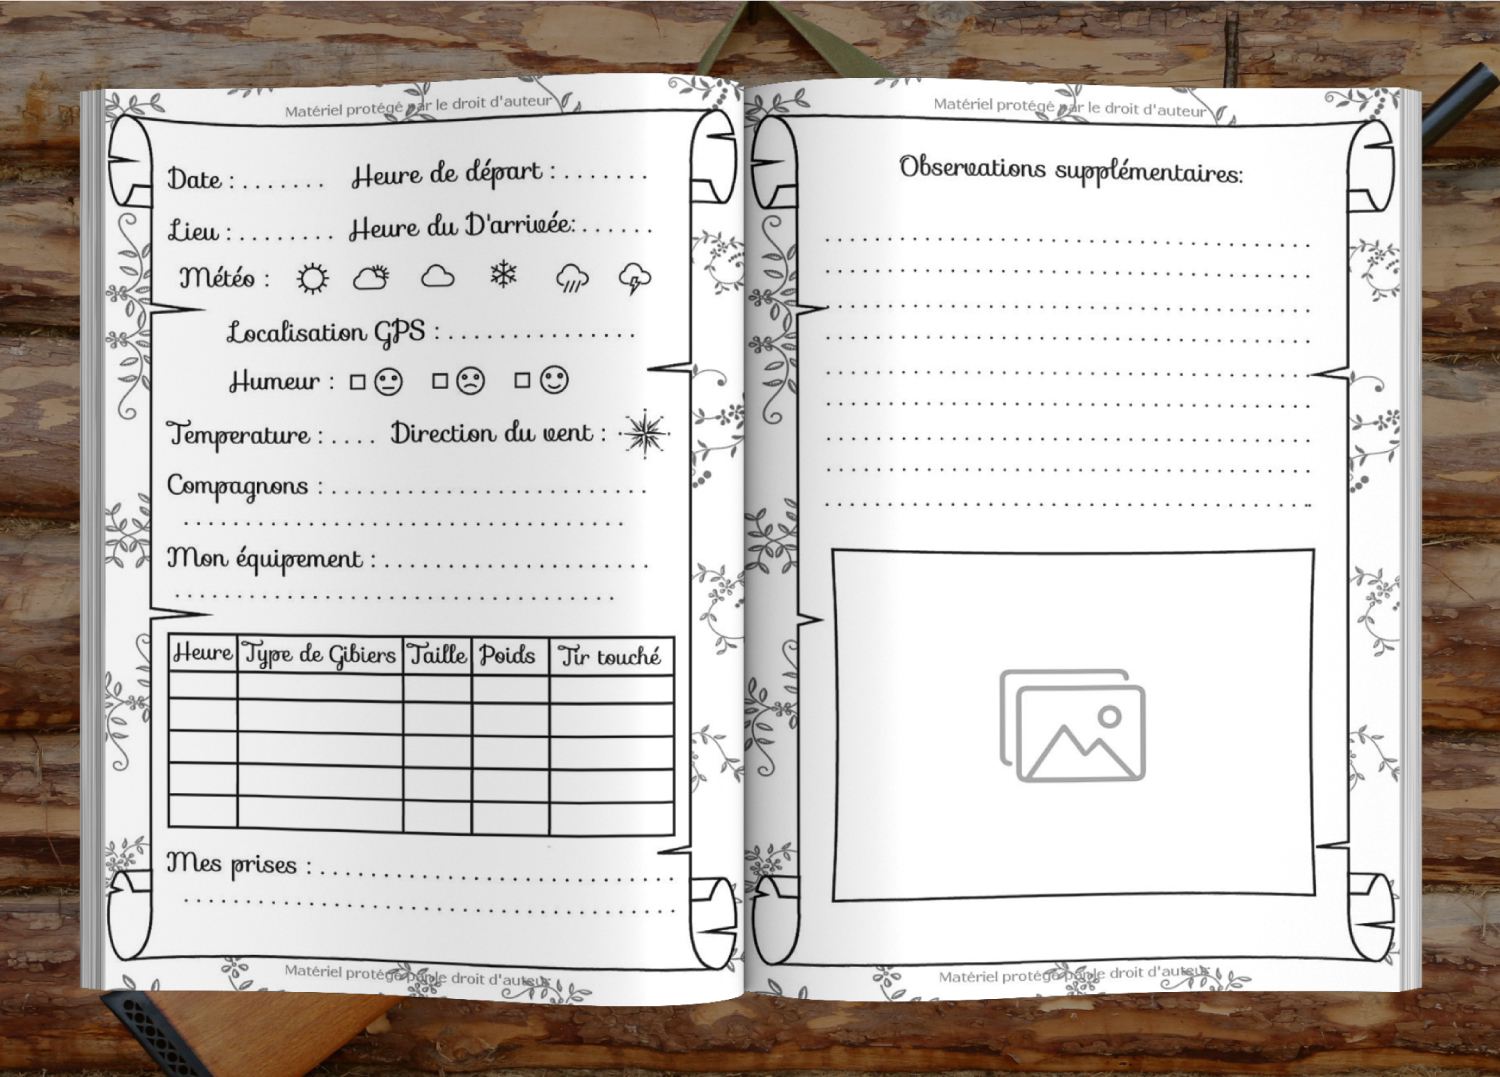 Matériel protégé par le droit d'auteur
Date : ....... Heure de départ : .......
Lieu : ........ Heure du D'arrivée: ......
Météo :
Localisation GPS : ...............
Humeur :
Temperature : .... Direction du vent :
Compagnons : .........................
Mon équipement : .....................
Heure Type de Gibiers Taille Poids Tir touché
Mes prises : ...........................
Matériel protégé par le droit d'auteur
Matériel protégé par le droit d'auteur
Observations supplémentaires:
Matériel protégé par le droit d'auteur